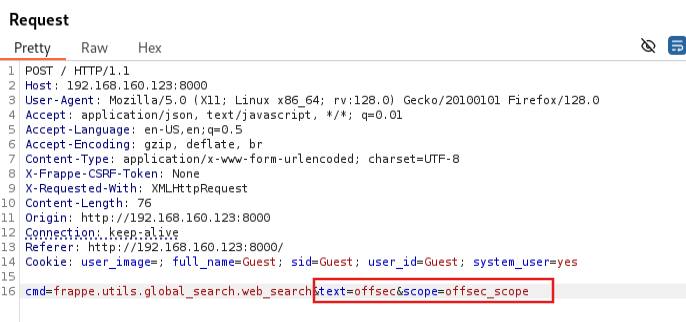 Request
Pretty Raw Hex
1 POST / HTTP/1.1
2 Host: 192.168.160.123:8000
3 User-Agent: Mozilla/5.0 (X11; Linux x86_64; rv:128.0) Gecko/20100101 Firefox/128.0
4 Accept: application/json, text/javascript, */*; q=0.01
5 Accept-Language: en-US,en;q=0.5
6 Accept-Encoding: gzip, deflate, br
7 Content-Type: application/x-www-form-urlencoded; charset=UTF-8
8 X-Frappe-CSRF-Token: None
9 X-Requested-With: XMLHttpRequest
10 Content-Length: 76
11 Origin: http://192.168.160.123:8000
12 Connection: keep-alive
13 Referer: http://192.168.160.123:8000/
14 Cookie: user_image=; full_name=Guest; sid=Guest; user_id=Guest; system_user=yes
15
16 cmd=frappe.utils.global_search.web_search&text=offsec&scope=offsec_scope